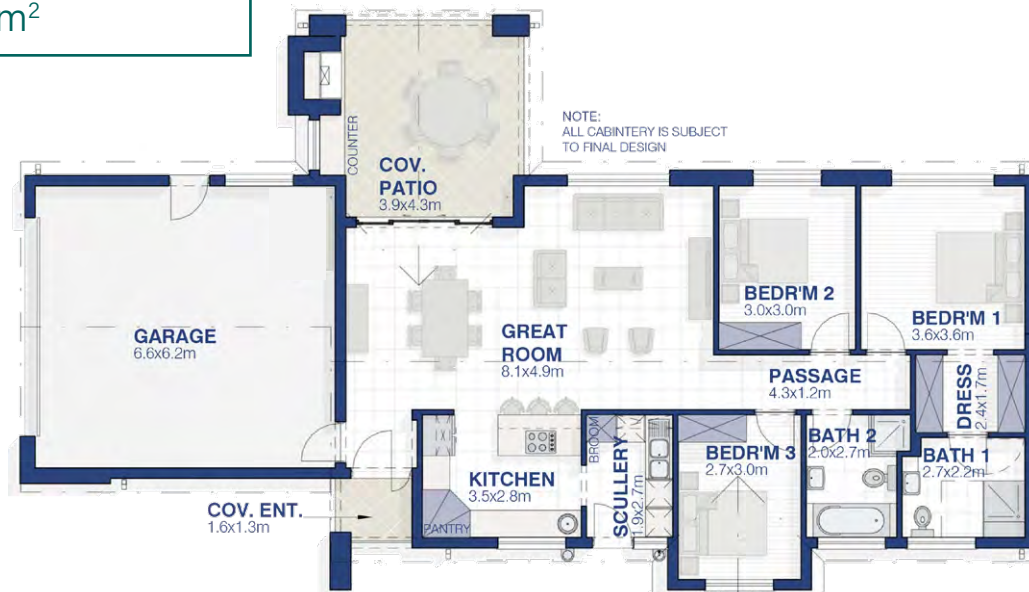 m²
NOTE:
ALL CABINTERY IS SUBJECT
TO FINAL DESIGN
COUNTER
COV.
PATIO
3.9x4.3m
GARAGE
6.6x6.2m
GREAT
ROOM
8.1x4.9m
BEDR'M 2
3.0x3.0m
BEDR'M 1
3.6x3.6m
PASSAGE
4.3x1.2m
DRESS
2.4x1.7m
KITCHEN
3.5x2.8m
PANTRY
BROOM
SCULLERY
1.9x2.7m
BEDR'M 3
2.7x3.0m
BATH 2
2.0x2.7m
BATH 1
2.7x2.2m
COV. ENT.
1.6x1.3m